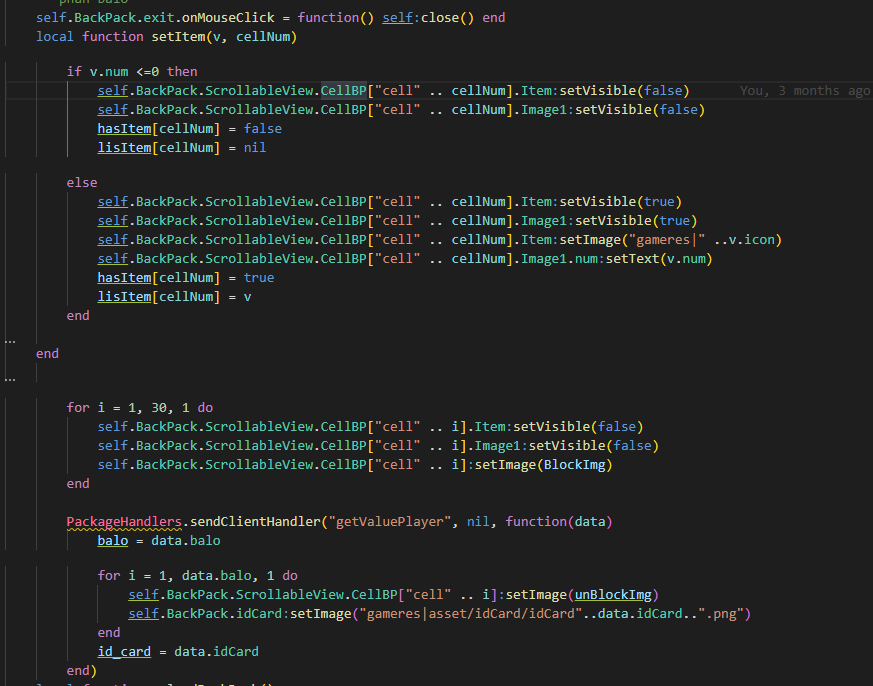 self.BackPack.exit.onMouseClick = function() self:close() end
local function setItem(v, cellNum)
if v.num <=0 then
self.BackPack.ScrollableView.CellBP["cell" .. cellNum].Item:setVisible(false) You, 3 months ago
self.BackPack.ScrollableView.CellBP["cell" .. cellNum].Image1:setVisible(false)
hasItem[cellNum] = false
lisItem[cellNum] = nil
else
self.BackPack.ScrollableView.CellBP["cell" .. cellNum].Item:setVisible(true)
self.BackPack.ScrollableView.CellBP["cell" .. cellNum].Image1:setVisible(true)
self.BackPack.ScrollableView.CellBP["cell" .. cellNum].Item:setImage("gameres|" ..v.icon)
self.BackPack.ScrollableView.CellBP["cell" .. cellNum].Image1.num:setText(v.num)
hasItem[cellNum] = true
lisItem[cellNum] = v
end
...
end
...
for i = 1, 30, 1 do
self.BackPack.ScrollableView.CellBP["cell" .. i].Item:setVisible(false)
self.BackPack.ScrollableView.CellBP["cell" .. i].Image1:setVisible(false)
self.BackPack.ScrollableView.CellBP["cell" .. i]:setImage(BlockImg)
end
PackageHandlers.sendClientHandler("getValuePlayer", nil, function(data)
balo = data.balo
for i = 1, data.balo, 1 do
self.BackPack.ScrollableView.CellBP["cell" .. i]:setImage(unBlockImg)
self.BackPack.idCard:setImage("gameres|asset/idCard/idCard"..data.idCard..".png")
end
id_card = data.idCard
end)